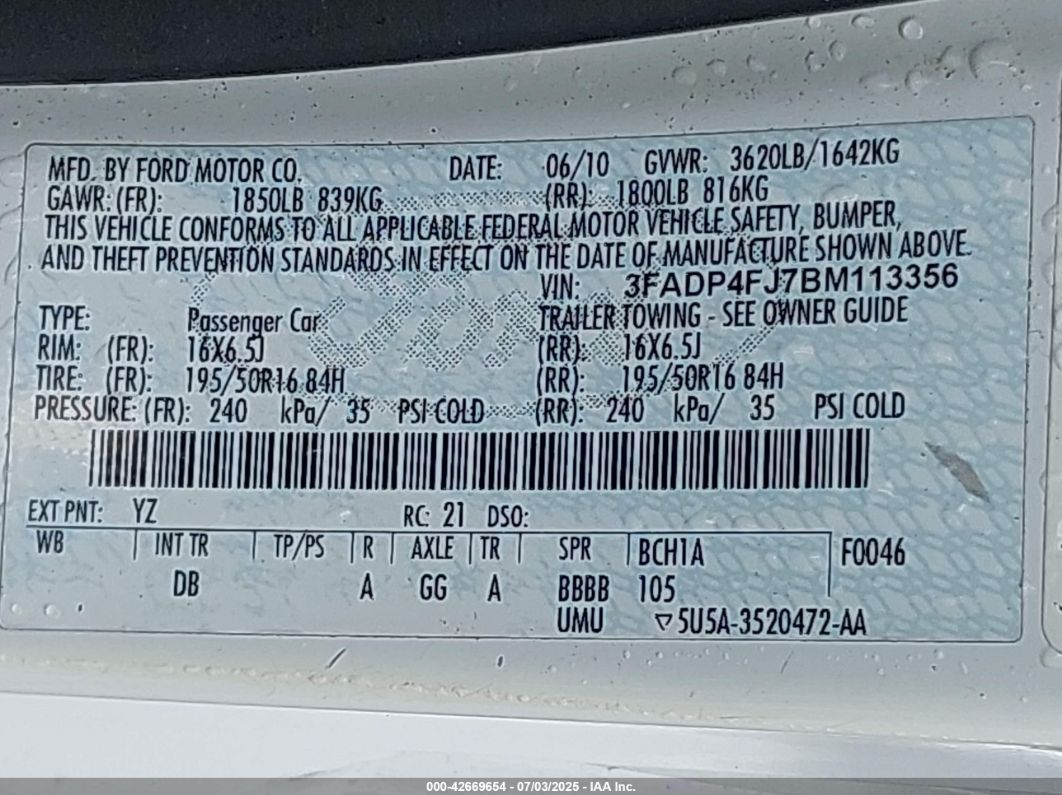 MFD. BY FORD MOTOR CO. DATE: 06/10 GVWR: 3620LB/1642KG
GAWR: (FR): 1850LB 839KG (RR): 1800LB 816KG
THIS VEHICLE CONFORMS TO ALL APPLICABLE FEDERAL MOTOR VEHICLE SAFETY, BUMPER,
AND THEFT PREVENTION STANDARDS IN EFFECT ON THE DATE OF MANUFACTURE SHOWN ABOVE.
VIN: 3FADP4FJ7BM113356
TYPE: Passenger Car TRAILER TOWING - SEE OWNER GUIDE
RIM: (FR): 16X6.5J (RR): 16X6.5J
TIRE: (FR): 195/50R16 84H (RR): 195/50R16 84H
PRESSURE: (FR): 240 kPa/ 35 PSI COLD (RR): 240 kPa/ 35 PSI COLD
EXT PNT: YZ RC: 21 DSO:
WB INT TR TP/PS R AXLE TR SPR BCH1A F0046
DB A GG A BBBB 105
UMU ▽5U5A-3520472-AA
000-42669654 - 07/03/2025 - IAA Inc.